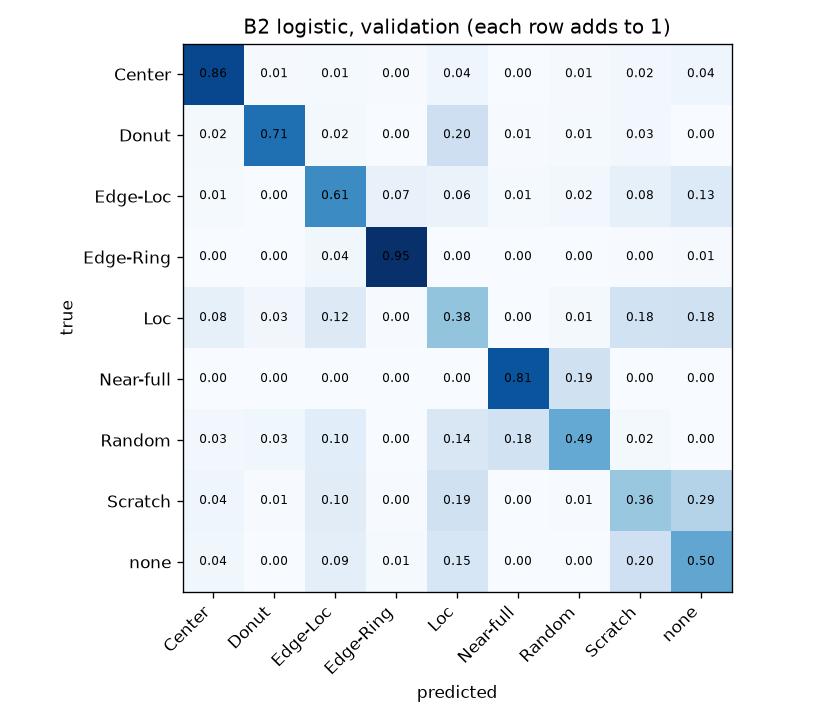 B2 logistic, validation (each row adds to 1)
Center 0.86 0.01 0.01 0.00 0.04 0.00 0.01 0.02 0.04
Donut 0.02 0.71 0.02 0.00 0.20 0.01 0.01 0.03 0.00
Edge-Loc 0.01 0.00 0.61 0.07 0.06 0.01 0.02 0.08 0.13
Edge-Ring 0.00 0.00 0.04 0.95 0.00 0.00 0.00 0.00 0.01
Loc 0.08 0.03 0.12 0.00 0.38 0.00 0.01 0.18 0.18
Near-full 0.00 0.00 0.00 0.00 0.00 0.81 0.19 0.00 0.00
Random 0.03 0.03 0.10 0.00 0.14 0.18 0.49 0.02 0.00
Scratch 0.04 0.01 0.10 0.00 0.19 0.00 0.01 0.36 0.29
none 0.04 0.00 0.09 0.01 0.15 0.00 0.00 0.20 0.50
true
Center Donut Edge-Loc Edge-Ring Loc Near-full Random Scratch none
predicted